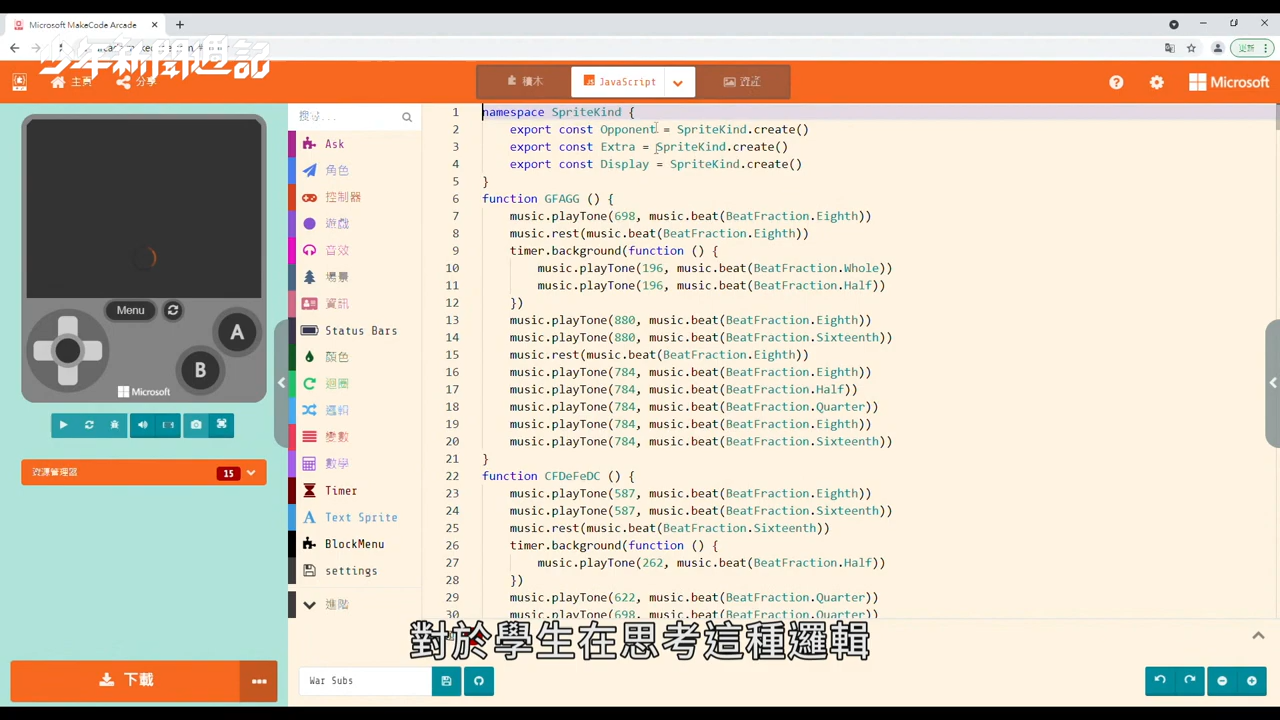 Microsoft MakeCode Arcade
更新
少年新聞週記
主頁
分享
積木
JavaScript
資產
Microsoft
Menu
A
B
Microsoft
資源管理器
15
下載
搜尋...
Ask
角色
控制器
遊戲
音效
場景
資訊
Status Bars
顏色
迴圈
邏輯
變數
數學
Timer
Text Sprite
BlockMenu
settings
進階
1 namespace SpriteKind {
2 export const Opponent = SpriteKind.create()
3 export const Extra = SpriteKind.create()
4 export const Display = SpriteKind.create()
5 }
6 function GFAGG () {
7 music.playTone(698, music.beat(BeatFraction.Eighth))
8 music.rest(music.beat(BeatFraction.Eighth))
9 timer.background(function () {
10 music.playTone(196, music.beat(BeatFraction.Whole))
11 music.playTone(196, music.beat(BeatFraction.Half))
12 })
13 music.playTone(880, music.beat(BeatFraction.Eighth))
14 music.playTone(880, music.beat(BeatFraction.Sixteenth))
15 music.rest(music.beat(BeatFraction.Eighth))
16 music.playTone(784, music.beat(BeatFraction.Eighth))
17 music.playTone(784, music.beat(BeatFraction.Half))
18 music.playTone(784, music.beat(BeatFraction.Quarter))
19 music.playTone(784, music.beat(BeatFraction.Eighth))
20 music.playTone(784, music.beat(BeatFraction.Sixteenth))
21 }
22 function CFDeFeDC () {
23 music.playTone(587, music.beat(BeatFraction.Eighth))
24 music.playTone(587, music.beat(BeatFraction.Sixteenth))
25 music.rest(music.beat(BeatFraction.Sixteenth))
26 timer.background(function () {
27 music.playTone(262, music.beat(BeatFraction.Half))
28 })
29 music.playTone(622, music.beat(BeatFraction.Quarter))
30 music.playTone(698, music.beat(BeatFraction.Quarter))
對於學生在思考這種邏輯
War Subs